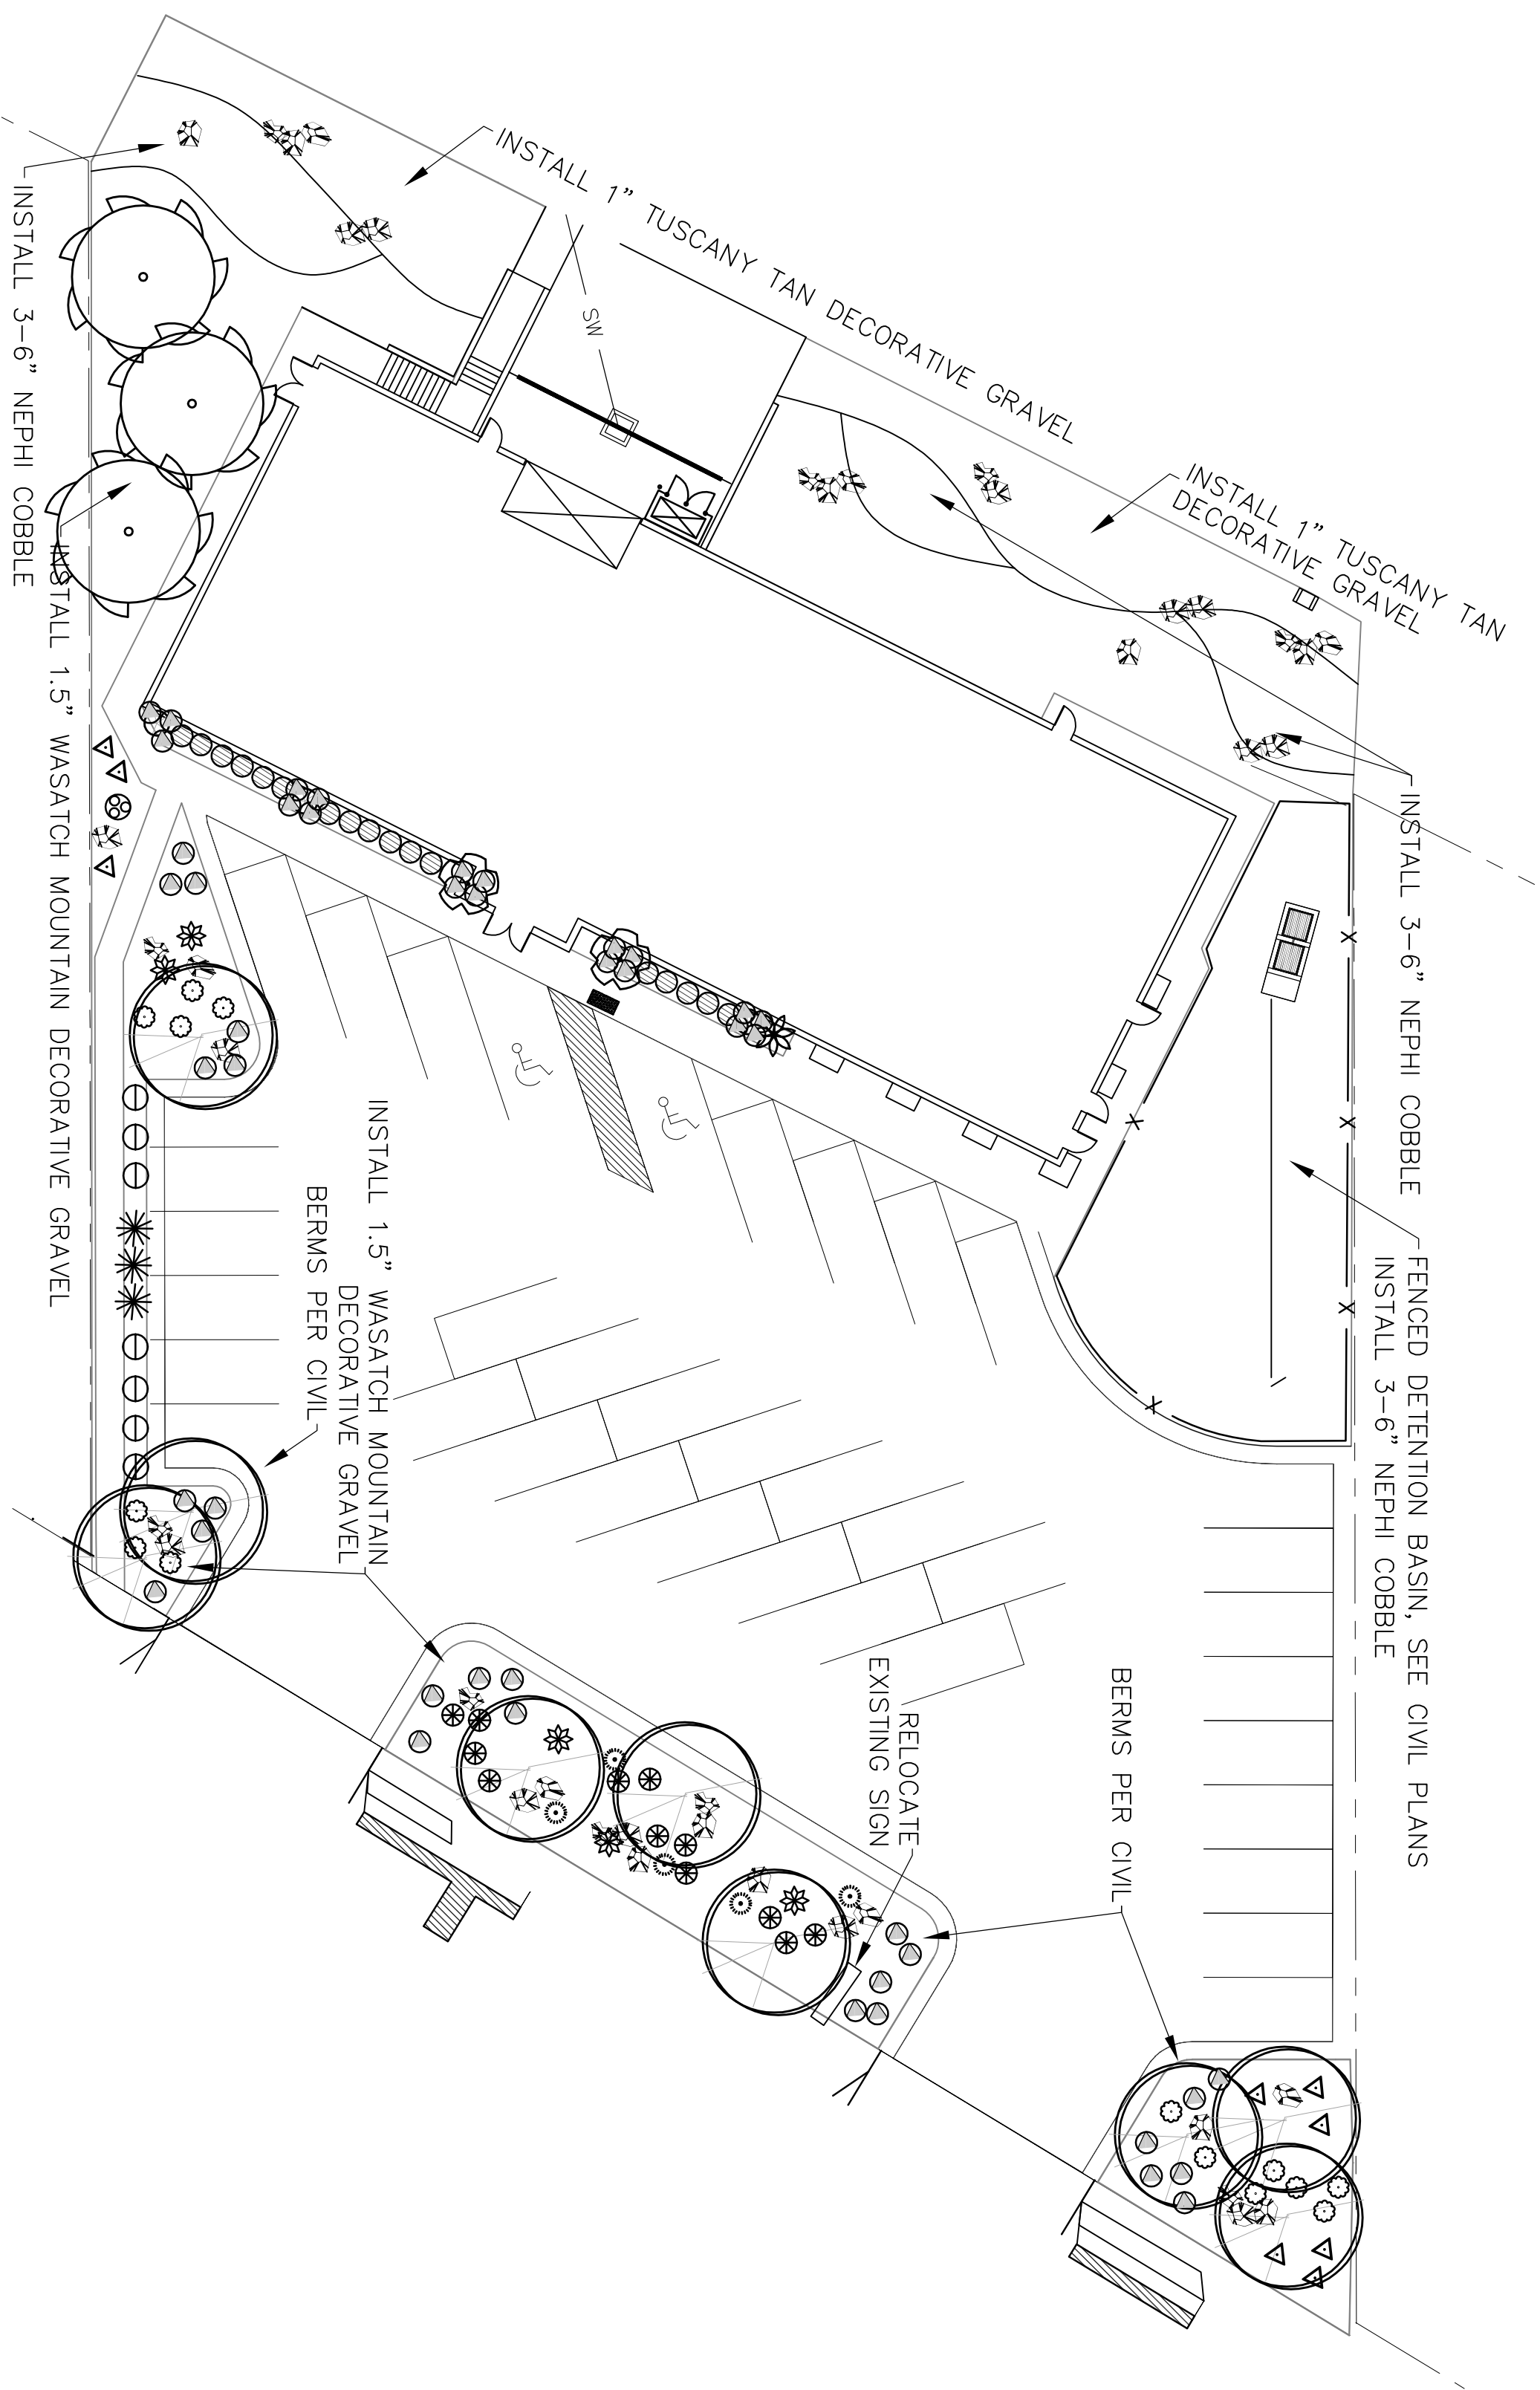 INSTALL 1” TUSCANY TAN DECORATIVE GRAVEL
INSTALL 1” TUSCANY TAN
DECORATIVE GRAVEL
SW
INSTALL 3–6” NEPHI COBBLE
INSTALL 1.5” WASATCH MOUNTAIN DECORATIVE GRAVEL
INSTALL 3–6” NEPHI COBBLE
FENCED DETENTION BASIN, SEE CIVIL PLANS
INSTALL 3–6” NEPHI COBBLE
INSTALL 1.5” WASATCH MOUNTAIN
DECORATIVE GRAVEL
BERMS PER CIVIL
RELOCATE
EXISTING SIGN
BERMS PER CIVIL